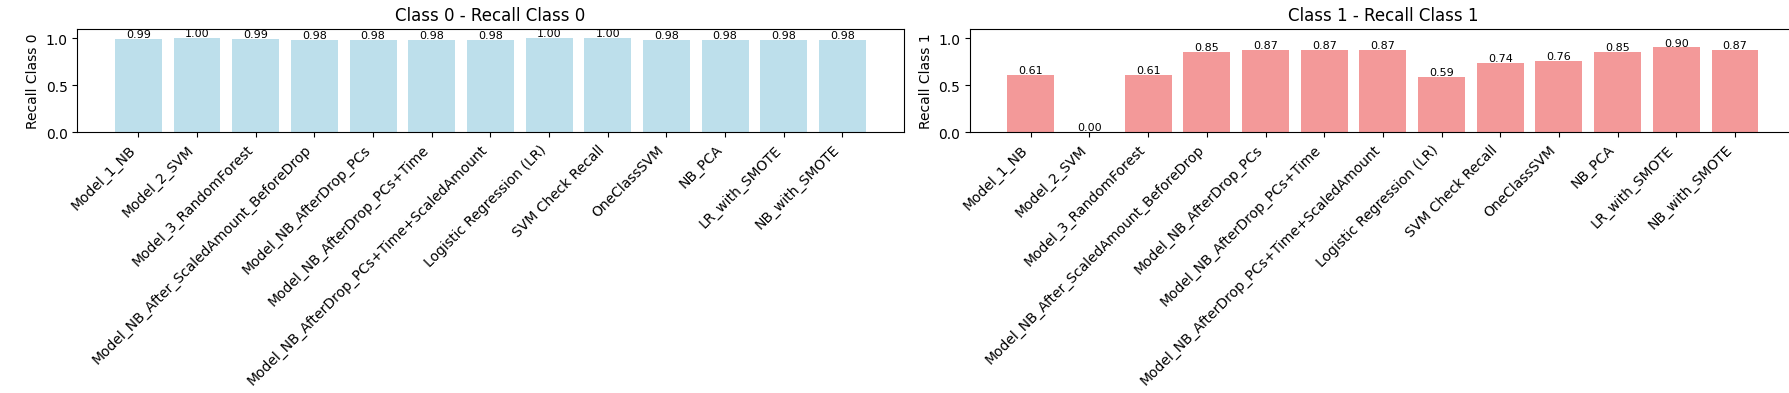 Class 0 - Recall Class 0
Recall Class 0
1.0
0.5
0.0
0.99
1.00
0.99
0.98
0.98
0.98
0.98
1.00
1.00
0.98
0.98
0.98
0.98
Model_1_NB
Model_2_SVM
Model_3_RandomForest
Model_NB_After_ScaledAmount_BeforeDrop
Model_NB_AfterDrop_PCs
Model_NB_AfterDrop_PCs+Time
Model_NB_AfterDrop_PCs+Time+ScaledAmount
Logistic Regression (LR)
SVM Check Recall
OneClassSVM
NB_PCA
LR_with_SMOTE
NB_with_SMOTE
Class 1 - Recall Class 1
Recall Class 1
1.0
0.5
0.0
0.61
0.00
0.61
0.85
0.87
0.87
0.87
0.59
0.74
0.76
0.85
0.90
0.87
Model_1_NB
Model_2_SVM
Model_3_RandomForest
Model_NB_After_ScaledAmount_BeforeDrop
Model_NB_AfterDrop_PCs
Model_NB_AfterDrop_PCs+Time
Model_NB_AfterDrop_PCs+Time+ScaledAmount
Logistic Regression (LR)
SVM Check Recall
OneClassSVM
NB_PCA
LR_with_SMOTE
NB_with_SMOTE